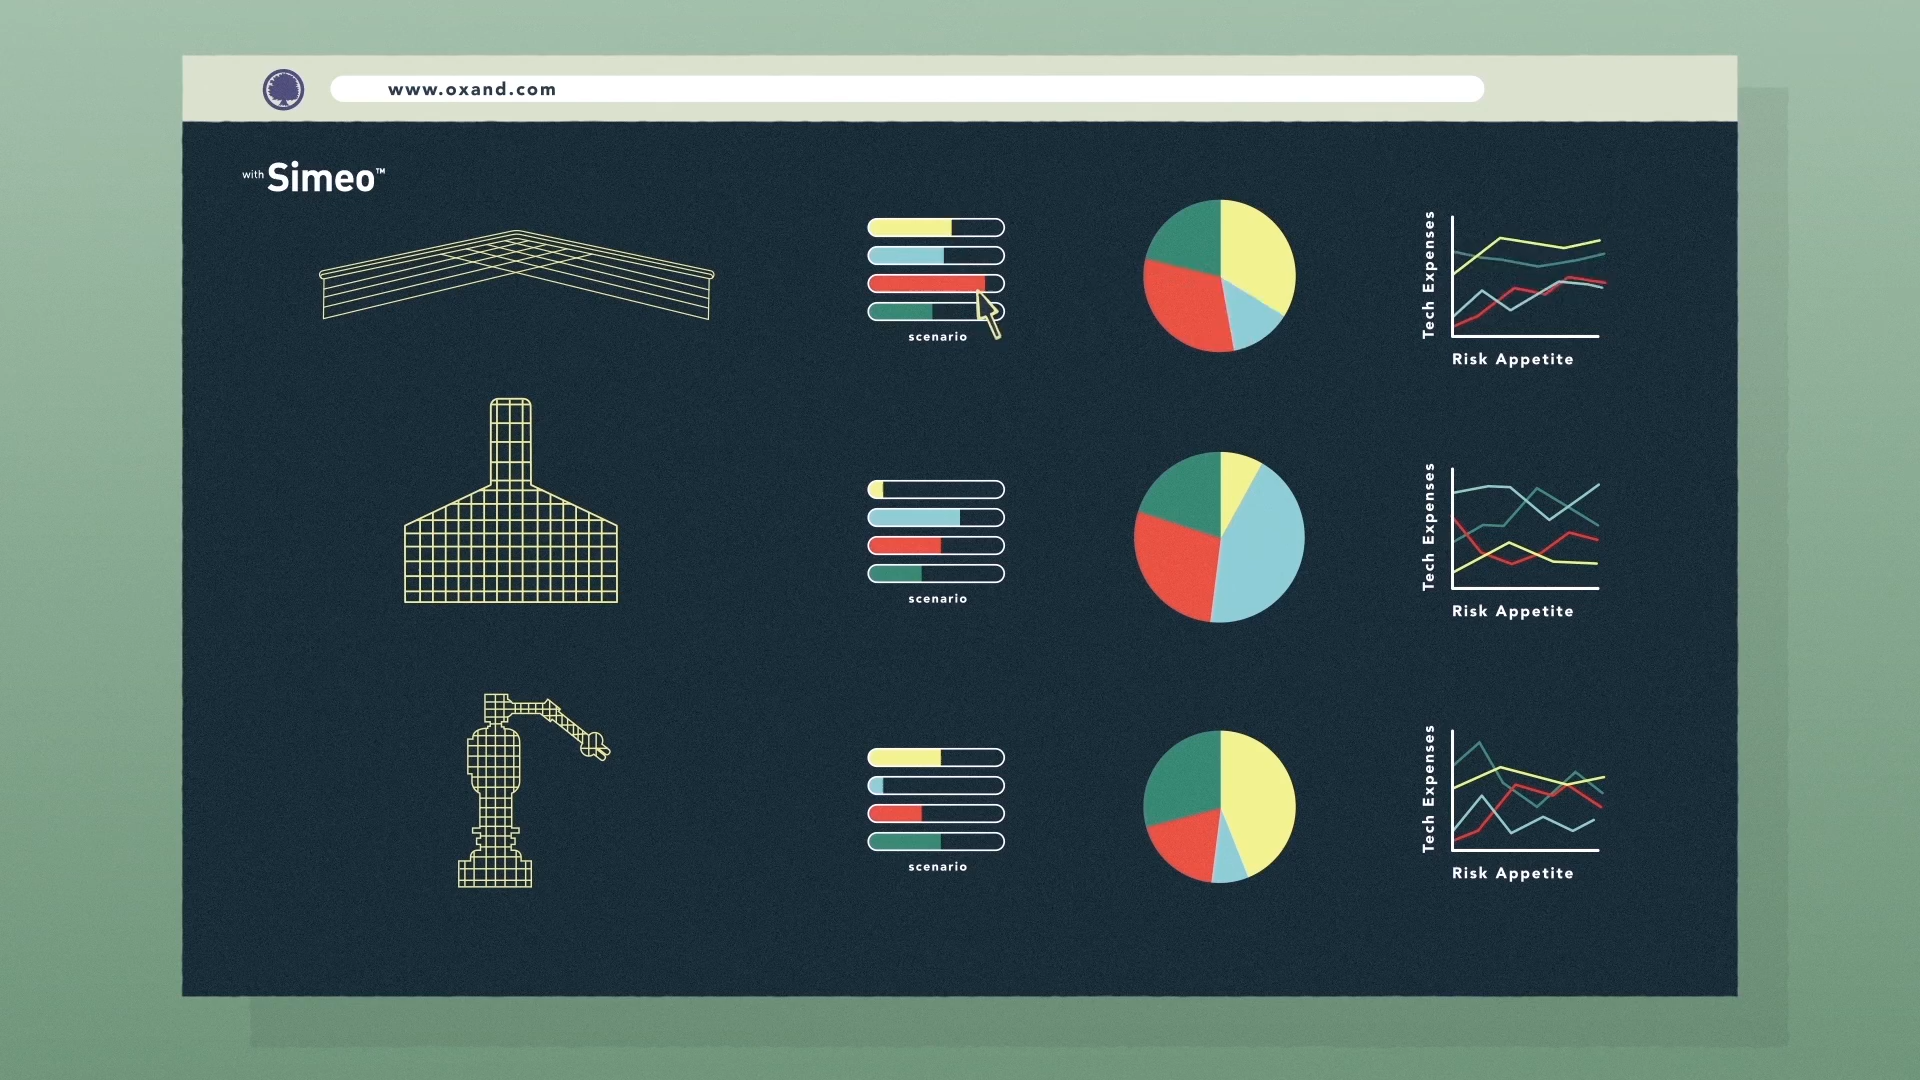 www.oxand.com
with Simeo™
scenario
Tech Expenses
Risk Appetite
scenario
Tech Expenses
Risk Appetite
scenario
Tech Expenses
Risk Appetite